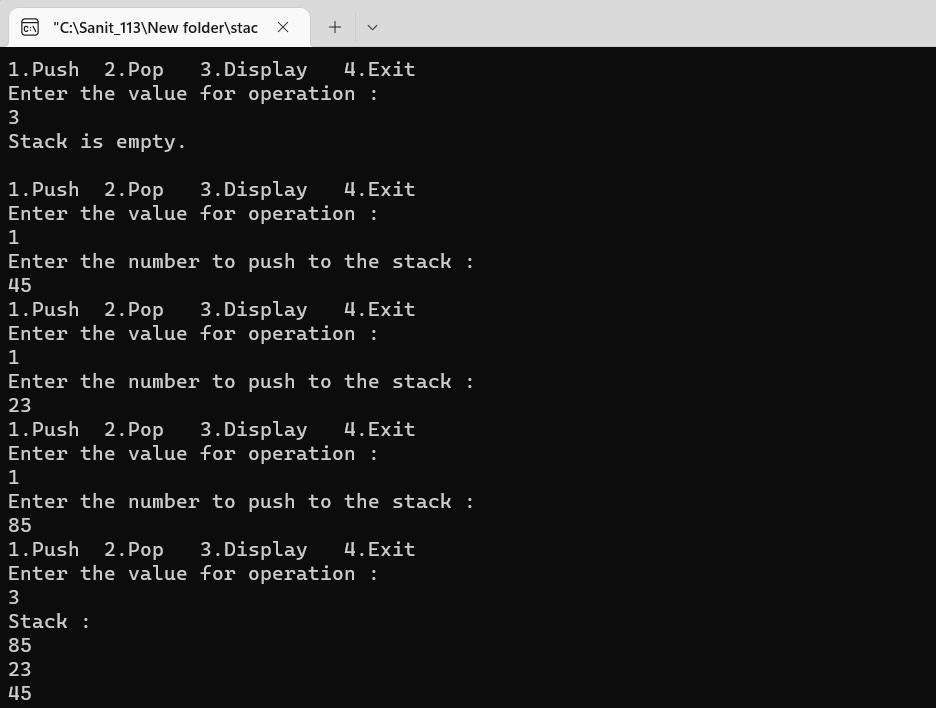 "C:\Sanit_113\New folder\stac
1.Push  2.Pop   3.Display   4.Exit
Enter the value for operation :
3
Stack is empty.

1.Push  2.Pop   3.Display   4.Exit
Enter the value for operation :
1
Enter the number to push to the stack :
45
1.Push  2.Pop   3.Display   4.Exit
Enter the value for operation :
1
Enter the number to push to the stack :
23
1.Push  2.Pop   3.Display   4.Exit
Enter the value for operation :
1
Enter the number to push to the stack :
85
1.Push  2.Pop   3.Display   4.Exit
Enter the value for operation :
3
Stack :
85
23
45